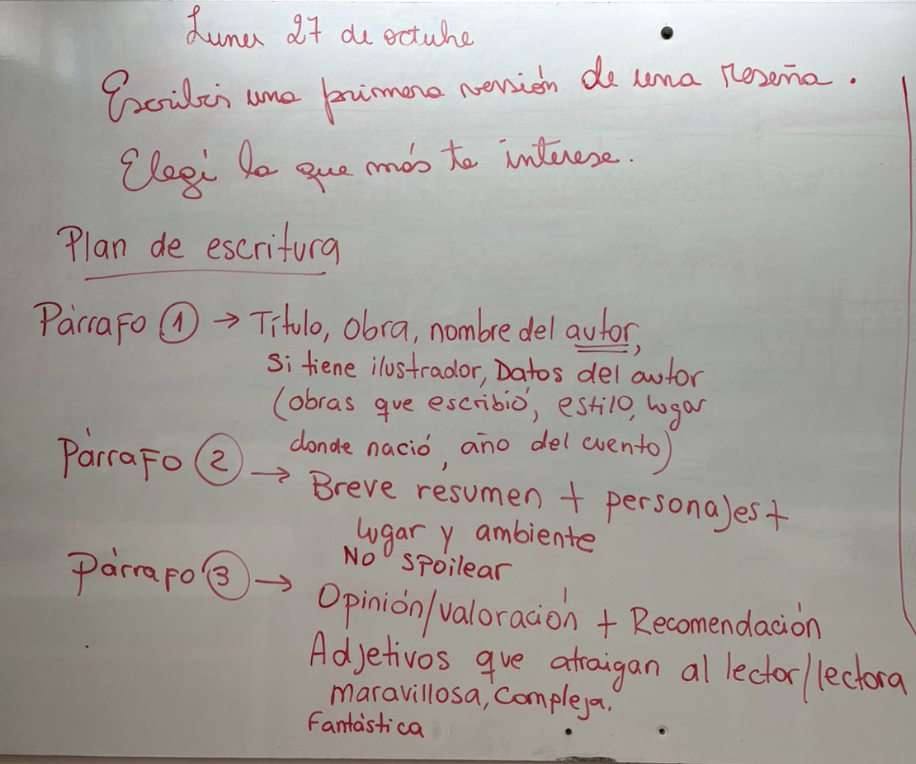 Lunes 27 de octubre
Escribir una primera versión de una reseña.
Elegí la que más te interese.
Plan de escritura
Párrafo 1 → Título, obra, nombre del autor,
Si tiene ilustrador, Datos del autor
(obras que escribió, estilo, lugar
donde nació, año del cuento)
Párrafo 2 → Breve resumen + personajes +
lugar y ambiente
No spoilear
Párrafo 3 → Opinión/valoración + Recomendación
Adjetivos que atraigan al lector/lectora
maravillosa, compleja.
Fantástica